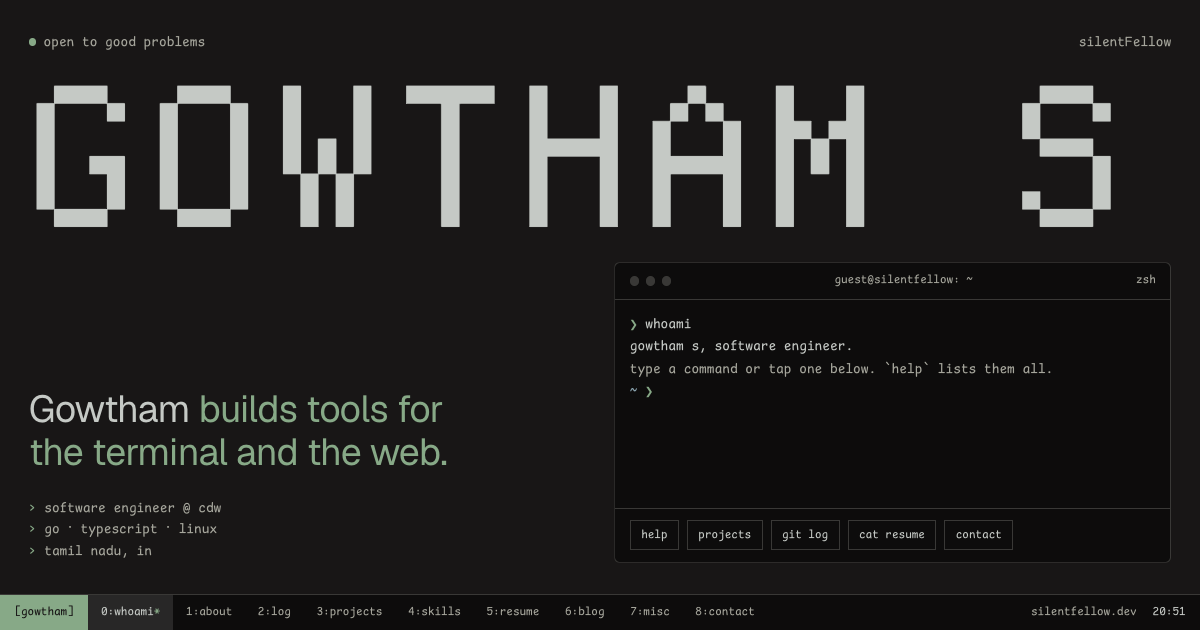 open to good problems
silentFellow
GOWTHAM S
guest@silentfellow: ~
zsh
❯ whoami
gowtham s, software engineer.
type a command or tap one below. `help` lists them all.
~ ❯
Gowtham builds tools for
the terminal and the web.
› software engineer @ cdw
› go · typescript · linux
› tamil nadu, in
help projects git log cat resume contact
[gowtham] 0:whoami* 1:about 2:log 3:projects 4:skills 5:resume 6:blog 7:misc 8:contact silentfellow.dev 20:51